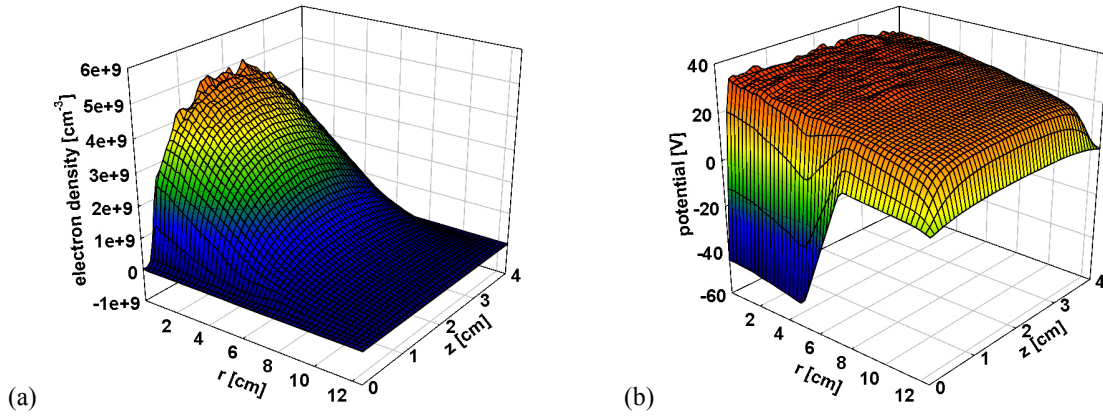 6e+9
5e+9
4e+9
3e+9
2e+9
1e+9
0
-1e+9
electron density [cm-3]
2
4
6
8
10
12
r [cm]
0
1
2
3
4
z [cm]
(a)
40
20
0
-20
-40
-60
potential [V]
2
4
6
8
10
12
r [cm]
0
1
2
3
4
z [cm]
(b)